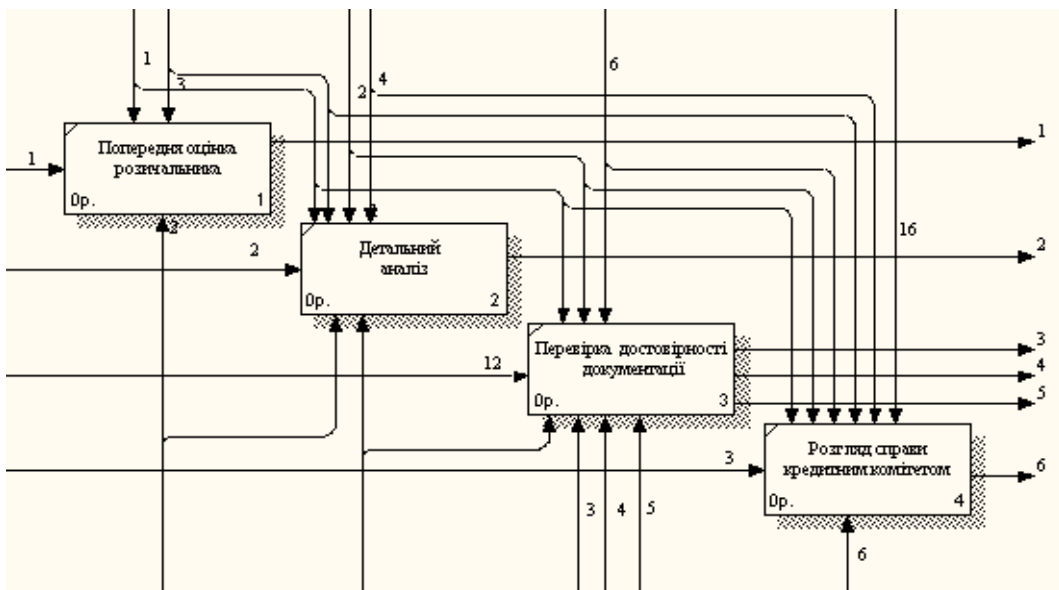 1
4
6
3
2
1
1
Попередня оцінка
розичальника
0р.
1
2
16
2
2
Детальний
аналіз
0р.
2
3
12
Перевірка достовірності
документації
4
0р.
3
5
3
Розгляд справи
кредитним комітетом
6
0р.
4
3
4
5
6